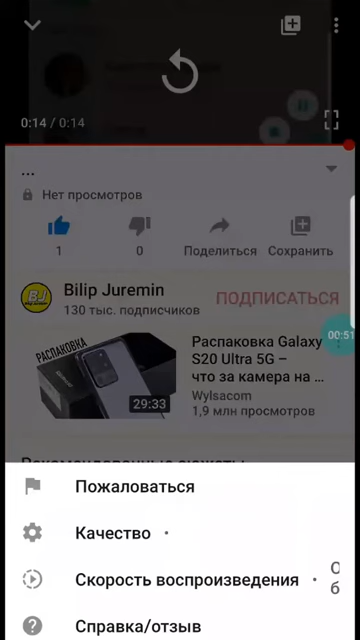 0:14 / 0:14
...
Нет просмотров
1
0
Поделиться
Сохранить
BJ
Bilip Juremin
130 тыс. подписчиков
ПОДПИСАТЬСЯ
00:51
РАСПАКОВКА
29:33
Распаковка Galaxy
S20 Ultra 5G –
что за камера на ...
Wylsacom
1,9 млн просмотров
Пожаловаться
Качество •
Скорость воспроизведения •
Справка/отзыв